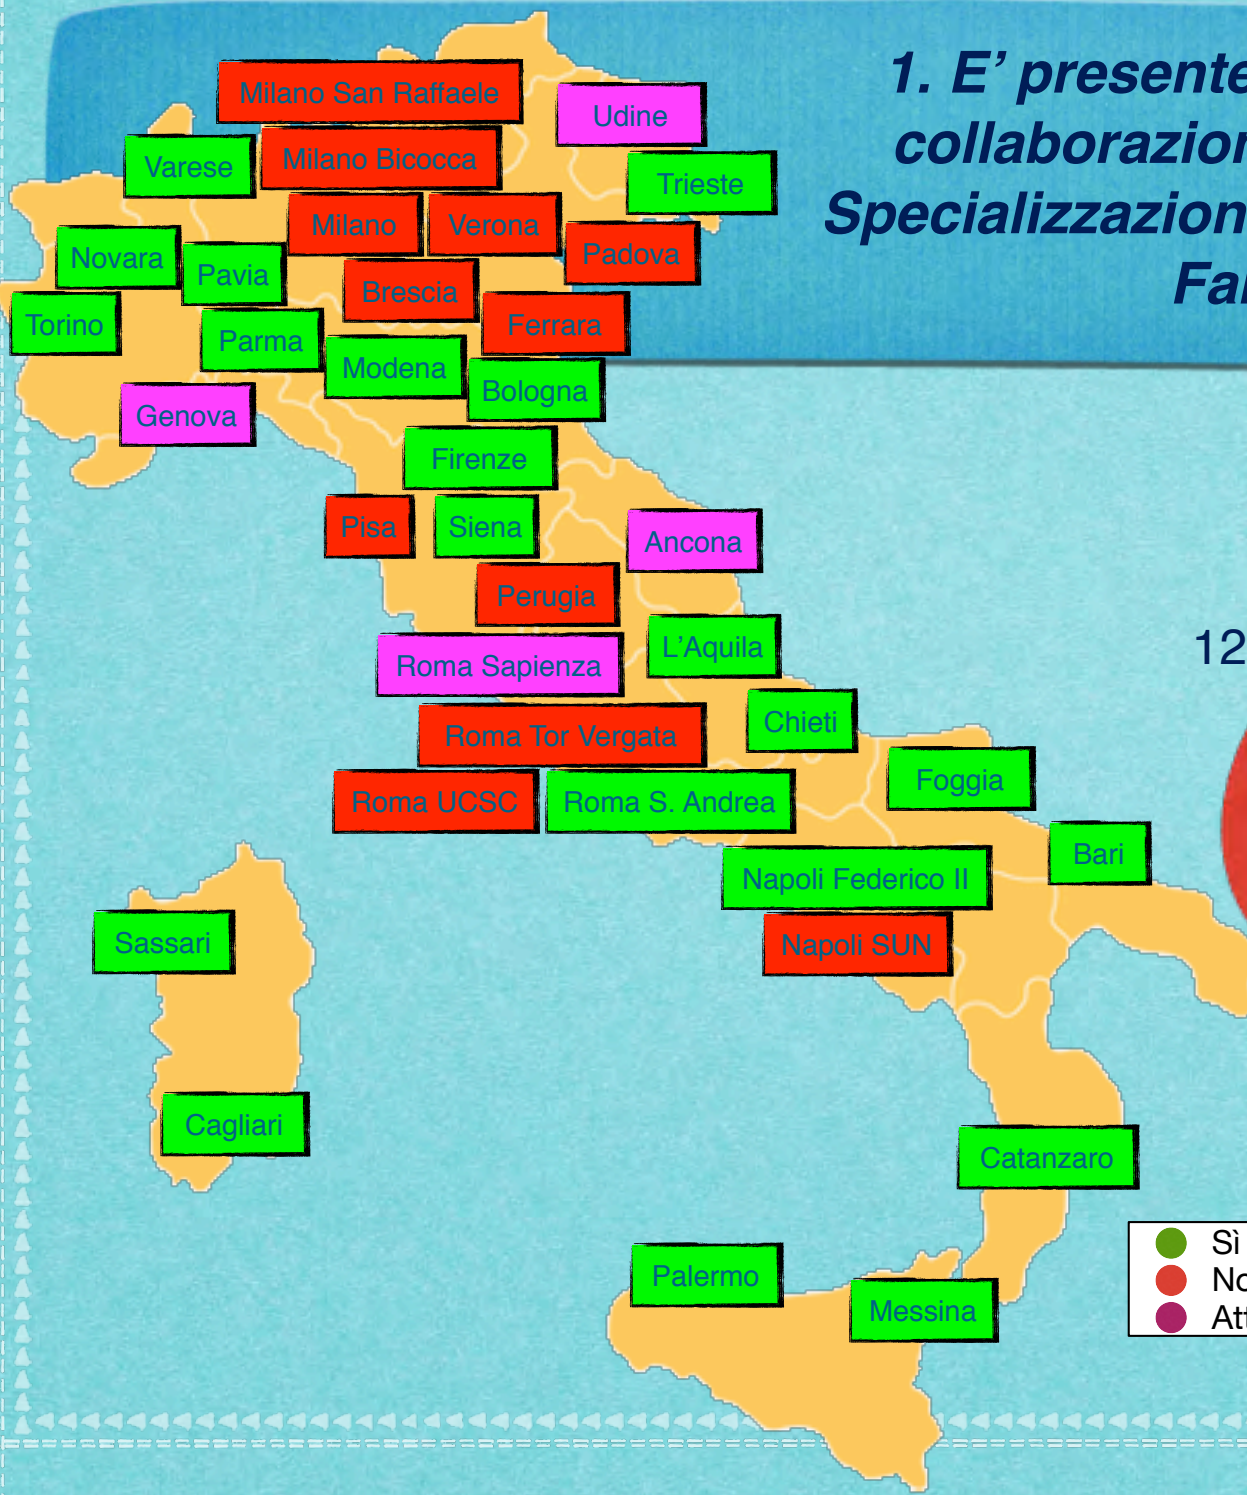 1. E’ presente
collaborazion
Specializzazion
Milano San Raffaele
Udine
Varese
Milano Bicocca
Trieste
Milano
Verona
Padova
Novara
Pavia
Brescia
Torino
Parma
Ferrara
Modena
Bologna
Genova
Firenze
Pisa
Siena
Ancona
Perugia
L’Aquila
Roma Sapienza
Chieti
Roma Tor Vergata
Foggia
Roma UCSC
Roma S. Andrea
Bari
Napoli Federico II
Napoli SUN
Sassari
Cagliari
Catanzaro
Palermo
Messina
12
Sì
No
Att